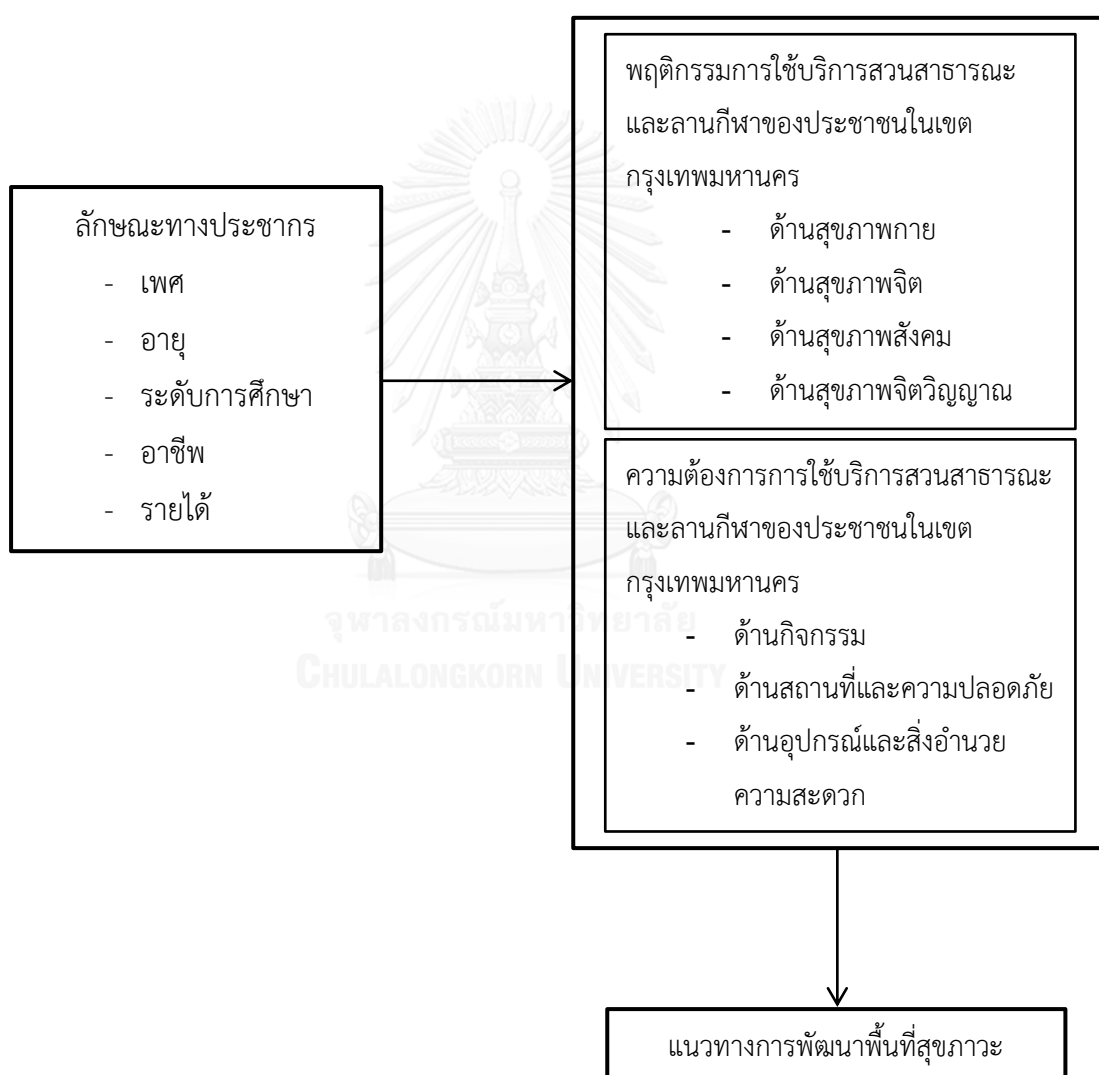 ลักษณะทางประชากร
- เพศ
- อายุ
- ระดับการศึกษา
- อาชีพ
- รายได้
พฤติกรรมการใช้บริการสวนสาธารณะ
และลานกีฬาของประชาชนในเขต
กรุงเทพมหานคร
- ด้านสุขภาพกาย
- ด้านสุขภาพจิต
- ด้านสุขภาพสังคม
- ด้านสุขภาพจิตวิญญาณ
ความต้องการการใช้บริการสวนสาธารณะ
และลานกีฬาของประชาชนในเขต
กรุงเทพมหานคร
- ด้านกิจกรรม
- ด้านสถานที่และความปลอดภัย
- ด้านอุปกรณ์และสิ่งอำนวย
ความสะดวก
จุฬาลงกรณ์มหาวิทยาลัย
CHULALONGKORN UNIVERSITY
แนวทางการพัฒนาพื้นที่สุขภาวะ